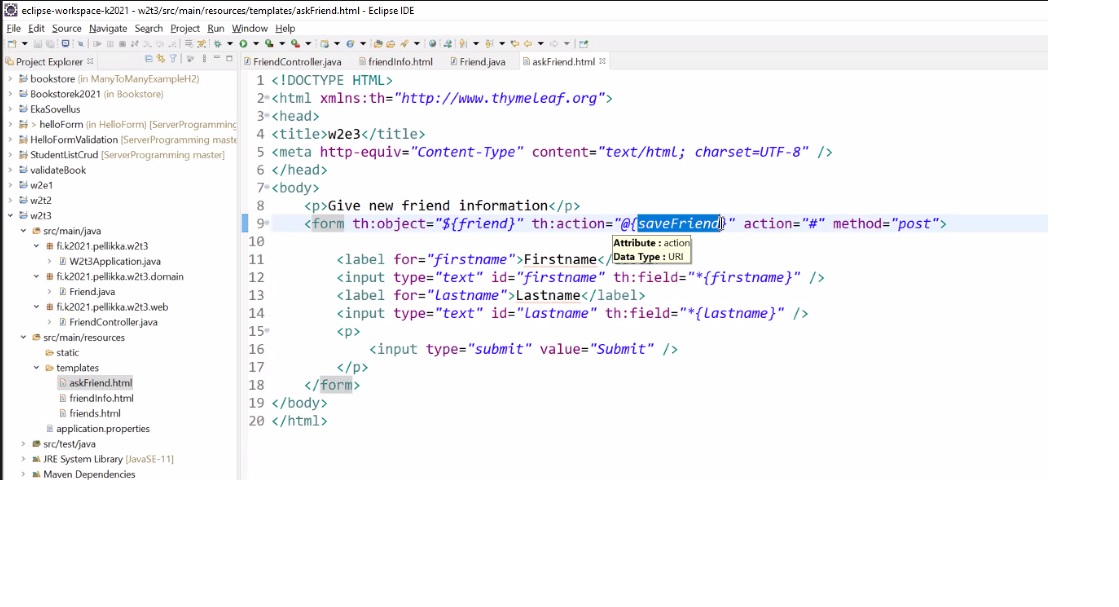 eclipse-workspace-k2021 - w2t3/src/main/resources/templates/askFriend.html - Eclipse IDE
File Edit Source Navigate Search Project Run Window Help
Project Explorer
FriendController.java friendInfo.html Friend.java askFriend.html
bookstore (in ManyToManyExampleH2)
Bookstorek2021 (in Bookstore)
EkaSovellus
> helloForm (in HelloForm) [ServerProgramming
HelloFormValidation [ServerProgramming maste
StudentListCrud [ServerProgramming master]
validateBook
w2e1
w2t2
w2t3
src/main/java
fi.k2021.pellikka.w2t3
W2t3Application.java
fi.k2021.pellikka.w2t3.domain
Friend.java
fi.k2021.pellikka.w2t3.web
FriendController.java
src/main/resources
static
templates
askFriend.html
friendInfo.html
friends.html
application.properties
src/test/java
JRE System Library [JavaSE-11]
Maven Dependencies
1 <!DOCTYPE HTML>
2 <html xmlns:th="http://www.thymeleaf.org">
3 <head>
4 <title>w2e3</title>
5 <meta http-equiv="Content-Type" content="text/html; charset=UTF-8" />
6 </head>
7 <body>
8 <p>Give new friend information</p>
9 <form th:object="${friend}" th:action="@{saveFriend}" action="#" method="post">
10
Attribute : action
Data Type : URI
11 <label for="firstname">Firstname</
12 <input type="text" id="firstname" th:field="*{firstname}" />
13 <label for="lastname">Lastname</label>
14 <input type="text" id="lastname" th:field="*{lastname}" />
15 <p>
16 <input type="submit" value="Submit" />
17 </p>
18 </form>
19 </body>
20 </html>